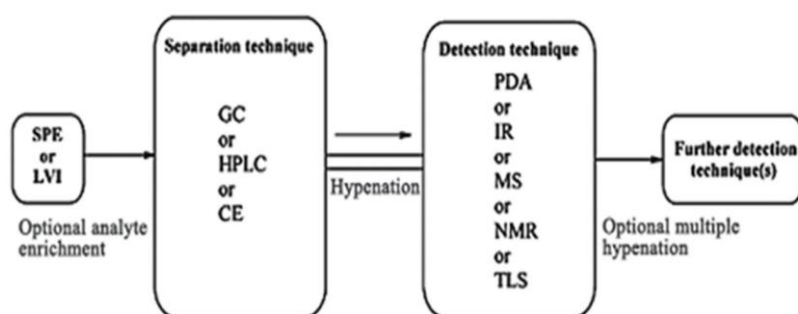 SPE
or
LVI
Optional analyte
enrichment
Separation technique
GC
or
HPLC
or
CE
Hypenation
Detection technique
PDA
or
IR
or
MS
or
NMR
or
TLS
Optional multiple
hypenation
Further detection
technique(s)